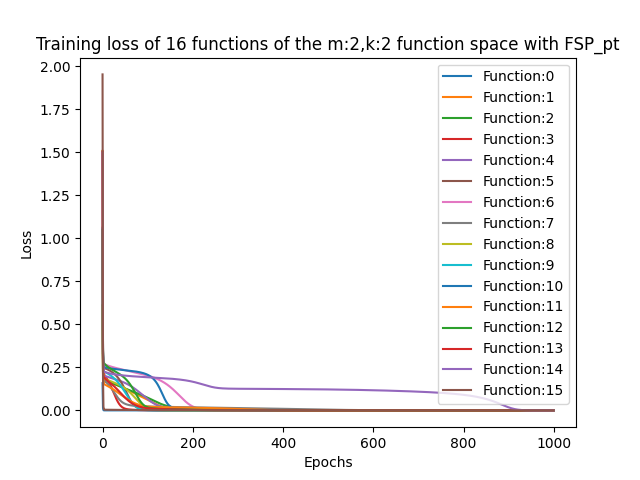 Training loss of 16 functions of the m:2,k:2 function space with FSP_pt
2.00
1.75
1.50
1.25
1.00
0.75
0.50
0.25
0.00
Loss
Function:0
Function:1
Function:2
Function:3
Function:4
Function:5
Function:6
Function:7
Function:8
Function:9
Function:10
Function:11
Function:12
Function:13
Function:14
Function:15
0 200 400 600 800 1000
Epochs